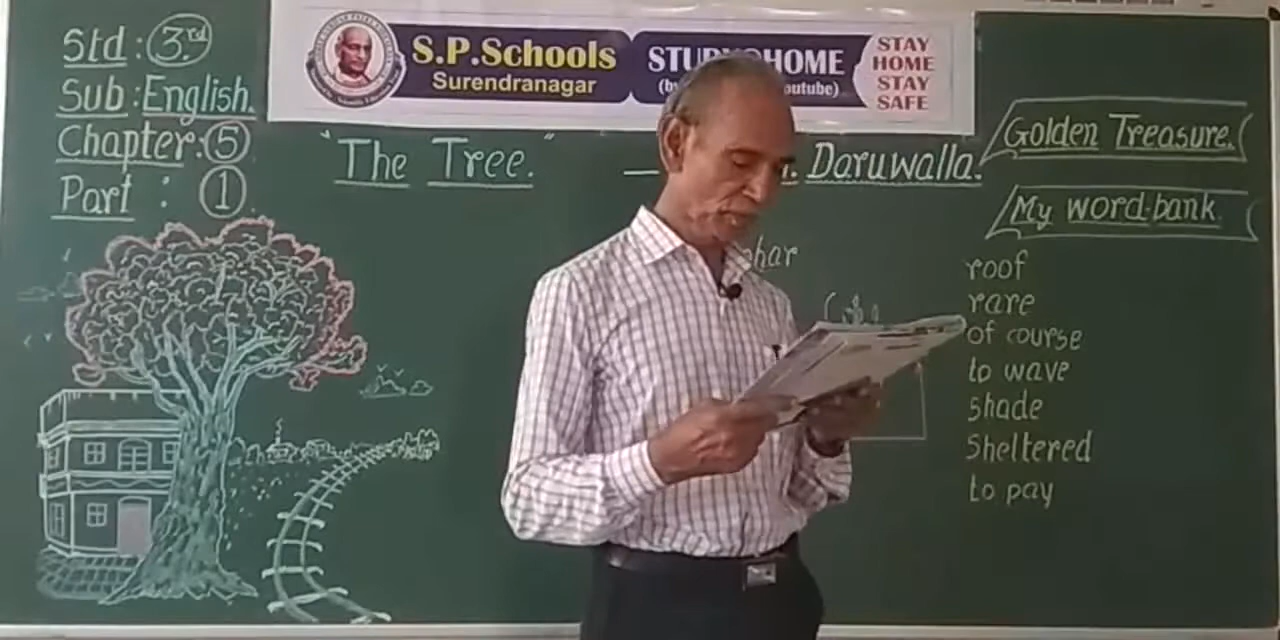 Std : 3rd
Sub : English.
Chapter: 5
Part : 1
S.P.Schools
Surendranagar
HOME
STAY
HOME
STAY
SAFE
"The Tree."
Daruwalla.
Golden Treasure.
My word-bank.
roof
rare
of course
to wave
shade
Sheltered
to pay